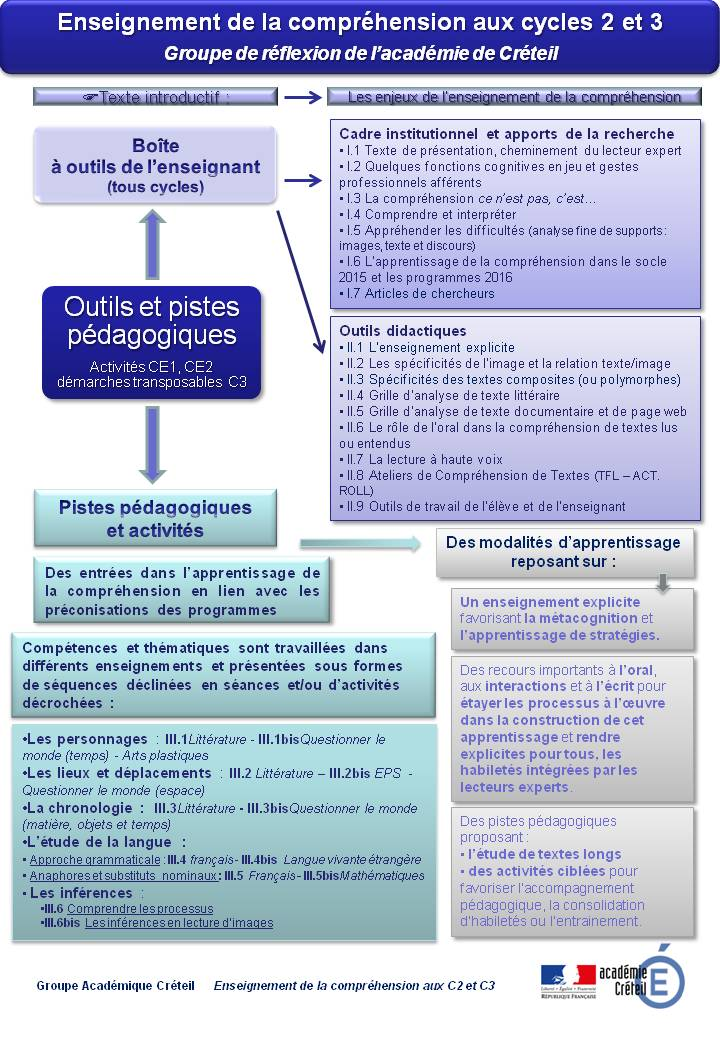 Enseignement de la compréhension aux cycles 2 et 3
Groupe de réflexion de l'académie de Créteil
☞Texte introductif :
Les enjeux de l'enseignement de la compréhension
Boîte
à outils de l'enseignant
(tous cycles)
Cadre institutionnel et apports de la recherche
• I.1 Texte de présentation, cheminement du lecteur expert
• I.2 Quelques fonctions cognitives en jeu et gestes
professionnels afférents
• I.3 La compréhension ce n'est pas, c'est…
• I.4 Comprendre et interpréter
• I.5 Appréhender les difficultés (analyse fine de supports :
images, texte et discours)
• I.6 L'apprentissage de la compréhension dans le socle
2015 et les programmes 2016
• I.7 Articles de chercheurs
Outils et pistes
pédagogiques
Activités CE1, CE2
démarches transposables C3
Outils didactiques
• II.1 L'enseignement explicite
• II.2 Les spécificités de l'image et la relation texte/image
• II.3 Spécificités des textes composites (ou polymorphes)
• II.4 Grille d'analyse de texte littéraire
• II.5 Grille d'analyse de texte documentaire et de page web
• II.6 Le rôle de l'oral dans la compréhension de textes lus
ou entendus
• II.7 La lecture à haute voix
• II.8 Ateliers de Compréhension de Textes (TFL – ACT.
ROLL)
• II.9 Outils de travail de l'élève et de l'enseignant
Pistes pédagogiques
et activités
Des entrées dans l'apprentissage de
la compréhension en lien avec les
préconisations des programmes
Compétences et thématiques sont travaillées dans
différents enseignements et présentées sous formes
de séquences déclinées en séances et/ou d'activités
décrochées :
•Les personnages : III.1Littérature - III.1bisQuestionner le
monde (temps) - Arts plastiques
•Les lieux et déplacements : III.2 Littérature – III.2bis EPS -
Questionner le monde (espace)
•La chronologie : III.3Littérature - III.3bisQuestionner le monde
(matière, objets et temps)
•L'étude de la langue :
• Approche grammaticale : III.4 français- III.4bis Langue vivante étrangère
• Anaphores et substituts nominaux : III.5 Français- III.5bisMathématiques
• Les inférences :
•III.6 Comprendre les processus
•III.6bis Les inférences en lecture d'images
Des modalités d'apprentissage
reposant sur :
Un enseignement explicite
favorisant la métacognition et
l'apprentissage de stratégies.
Des recours importants à l'oral,
aux interactions et à l'écrit pour
étayer les processus à l'œuvre
dans la construction de cet
apprentissage et rendre
explicites pour tous, les
habiletés intégrées par les
lecteurs experts.
Des pistes pédagogiques
proposant :
• l'étude de textes longs
• des activités ciblées pour
favoriser l'accompagnement
pédagogique, la consolidation
d'habiletés ou l'entrainement.
Groupe Académique Créteil Enseignement de la compréhension aux C2 et C3
Liberté • Égalité • Fraternité
RÉPUBLIQUE FRANÇAISE
académie
Créteil
É